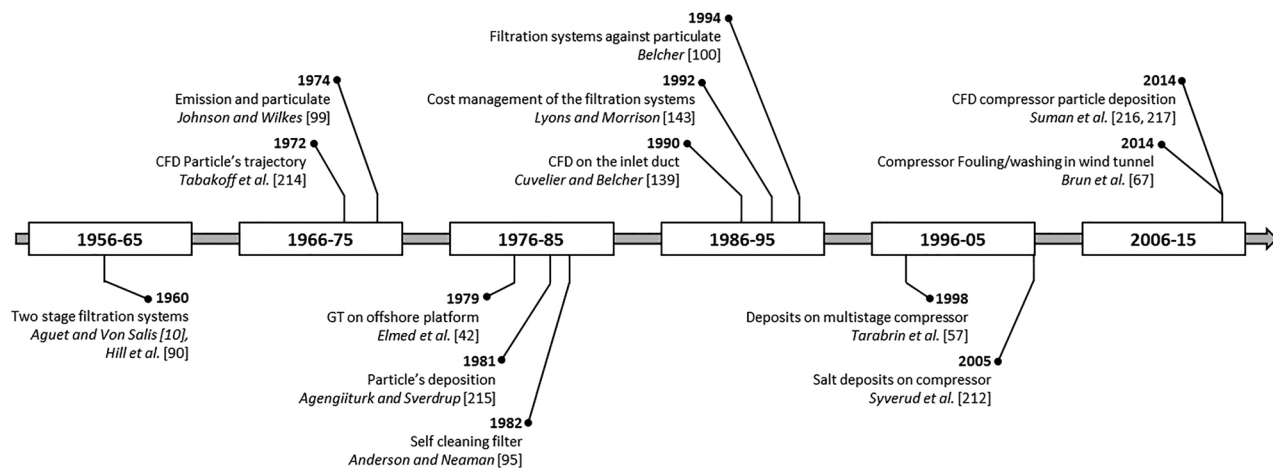 1994
Filtration systems against particulate
Belcher [100]
1974
Emission and particulate
Johnson and Wilkes [99]
1992
Cost management of the filtration systems
Lyons and Morrison [143]
2014
CFD compressor particle deposition
Suman et al. [216, 217]
1972
CFD Particle's trajectory
Tabakoff et al. [214]
1990
CFD on the inlet duct
Cuvelier and Belcher [139]
2014
Compressor Fouling/washing in wind tunnel
Brun et al. [67]
1956-65
1966-75
1976-85
1986-95
1996-05
2006-15
1960
Two stage filtration systems
Aguet and Von Salis [10],
Hill et al. [90]
1979
GT on offshore platform
Elmed et al. [42]
1981
Particle's deposition
Agengiiturk and Sverdrup [215]
1982
Self cleaning filter
Anderson and Neaman [95]
1998
Deposits on multistage compressor
Tarabrin et al. [57]
2005
Salt deposits on compressor
Syverud et al. [212]